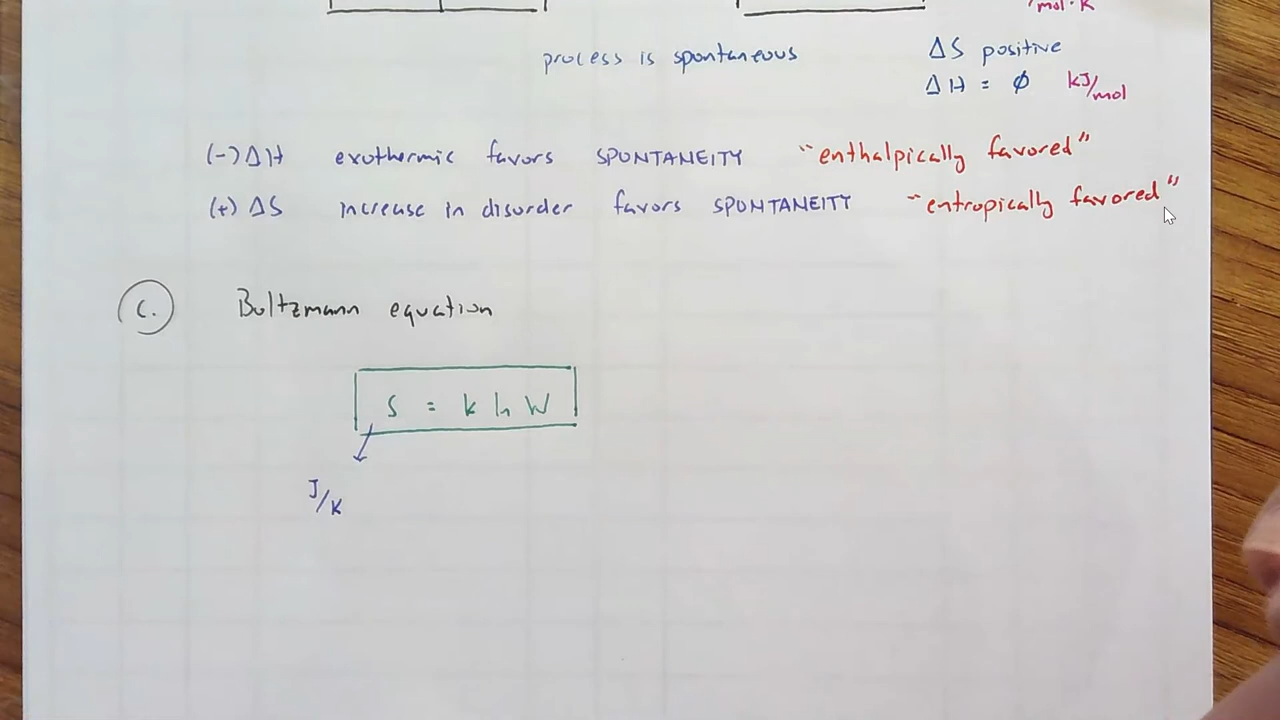 mol·K
process is spontaneous
ΔS positive
ΔH = ϕ kJ/mol
(-) ΔH exothermic favors SPONTANEITY "enthalpically favored"
(+) ΔS increase in disorder favors SPONTANEITY "entropically favored"
C. Boltzmann equation
S = k ln W
J/K